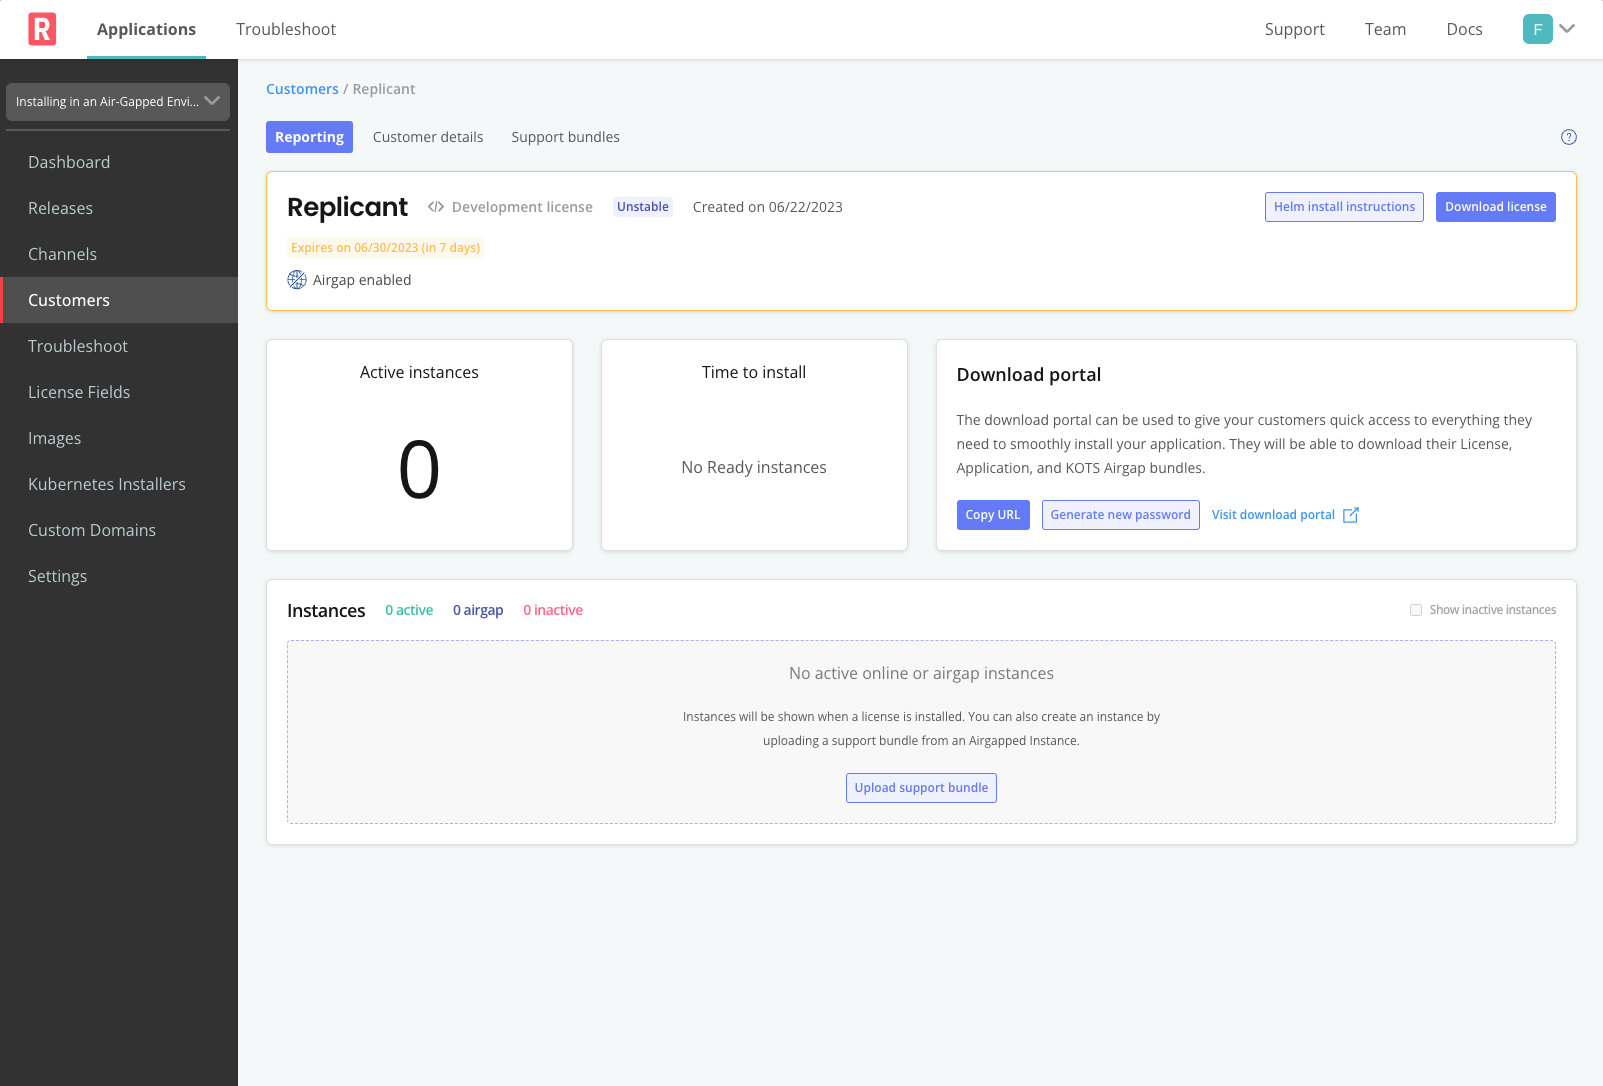 R Applications Troubleshoot Support Team Docs F
Installing in an Air-Gapped Envi...
Dashboard
Releases
Channels
Customers
Troubleshoot
License Fields
Images
Kubernetes Installers
Custom Domains
Settings
Customers / Replicant
Reporting Customer details Support bundles ?
Replicant </> Development license Unstable Created on 06/22/2023 Helm install instructions Download license
Expires on 06/30/2023 (in 7 days)
Airgap enabled
Active instances
0
Time to install
No Ready instances
Download portal
The download portal can be used to give your customers quick access to everything they
need to smoothly install your application. They will be able to download their License,
Application, and KOTS Airgap bundles.
Copy URL Generate new password Visit download portal
Instances 0 active 0 airgap 0 inactive Show inactive instances
No active online or airgap instances
Instances will be shown when a license is installed. You can also create an instance by
uploading a support bundle from an Airgapped Instance.
Upload support bundle